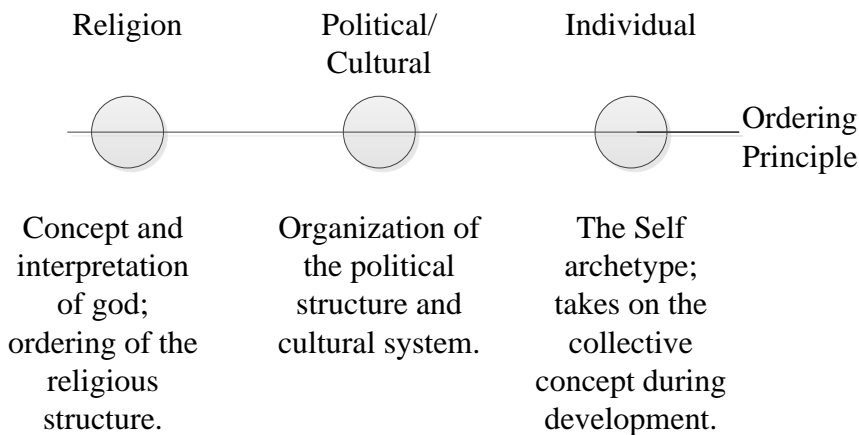 Religion
Political/
Cultural
Individual
Ordering
Principle
Concept and
interpretation
of god;
ordering of the
religious
structure.
Organization of
the political
structure and
cultural system.
The Self
archetype;
takes on the
collective
concept during
development.